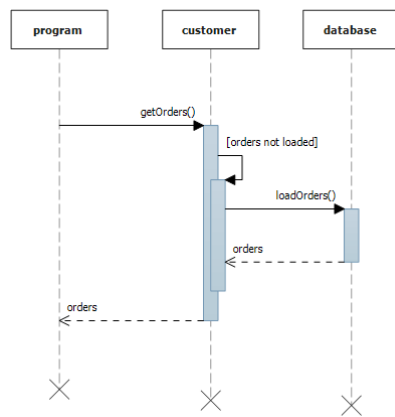 program customer database
getOrders()
[orders not loaded]
loadOrders()
orders
orders